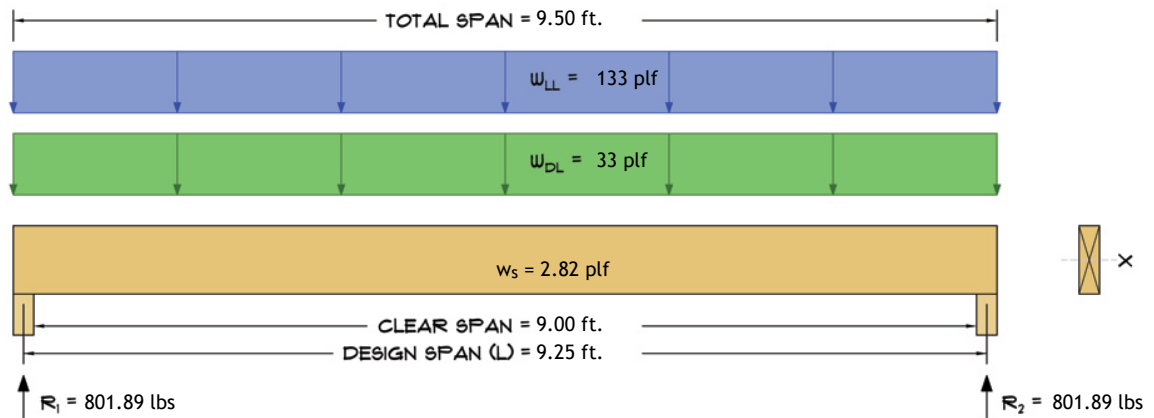 TOTAL SPAN = 9.50 ft.
wLL = 133 plf
wDL = 33 plf
ws = 2.82 plf
X
CLEAR SPAN = 9.00 ft.
DESIGN SPAN (L) = 9.25 ft.
R1 = 801.89 lbs
R2 = 801.89 lbs